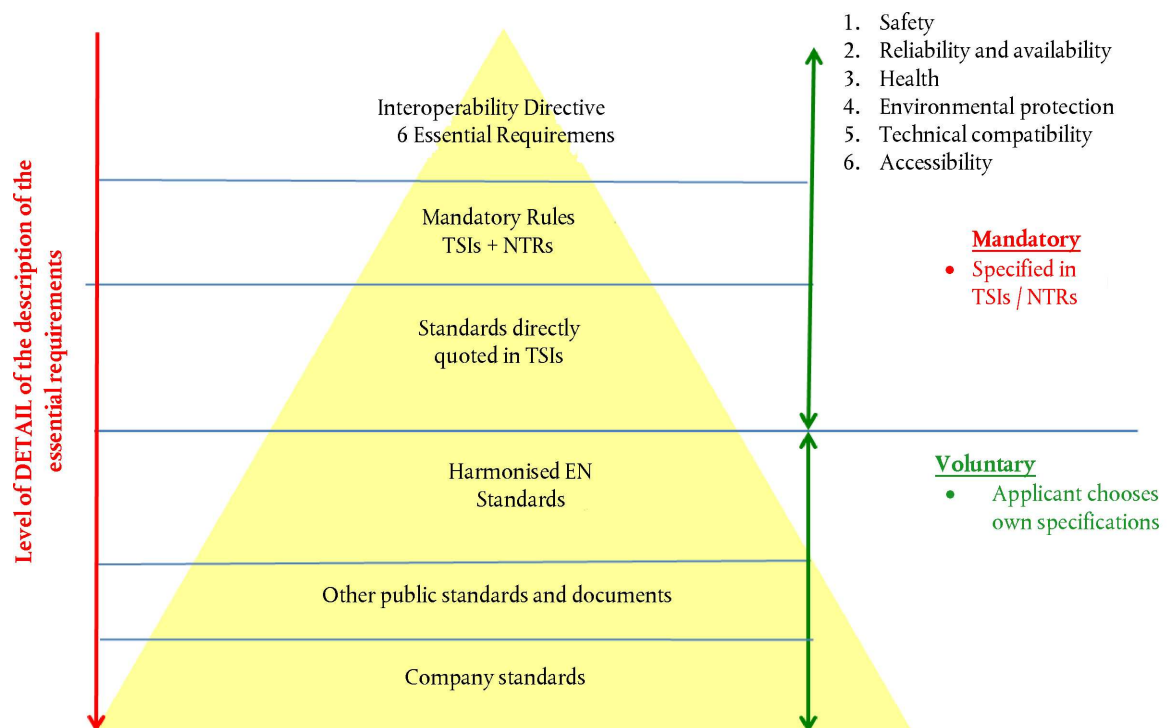 1. Safety
2. Reliability and availability
3. Health
4. Environmental protection
5. Technical compatibility
6. Accessibility
Interoperability Directive
6 Essential Requiremens
Mandatory Rules
TSIs + NTRs
Standards directly
quoted in TSIs
Harmonised EN
Standards
Other public standards and documents
Company standards
Level of DETAIL of the description of the
essential requirements
Mandatory
• Specified in
TSIs / NTRs
Voluntary
• Applicant chooses
own specifications